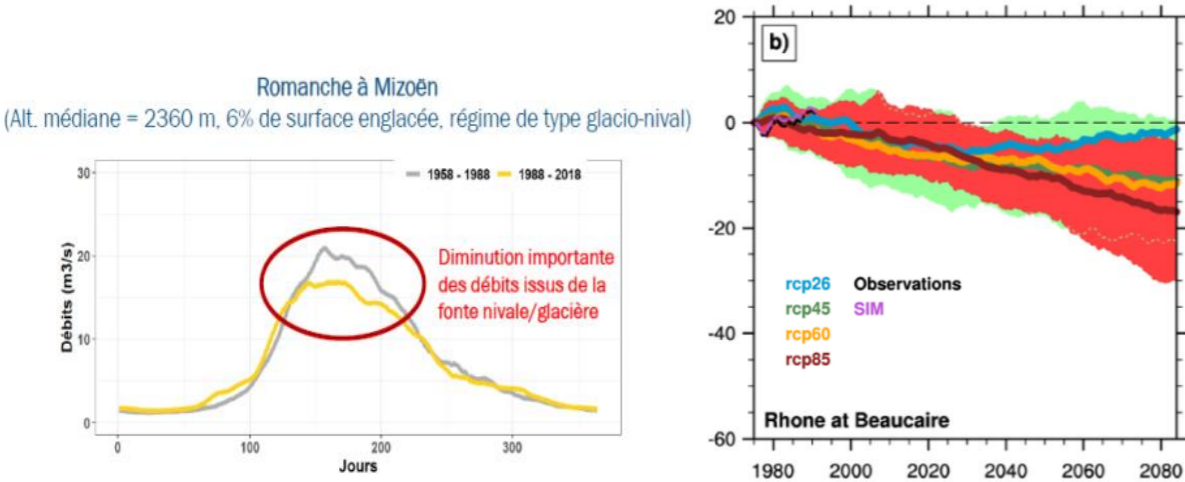 Romanche à Mizoën
(Alt. médiane = 2360 m, 6% de surface englacée, régime de type glacio-nival)
1958 - 1988
1988 - 2018
30
20
10
0
Débits (m3/s)
Diminution importante
des débits issus de la
fonte nivale/glacière
0
100
200
300
Jours
b)
20
0
-20
-40
-60
rcp26
Observations
rcp45
SIM
rcp60
rcp85
Rhone at Beaucaire
1980
2000
2020
2040
2060
2080